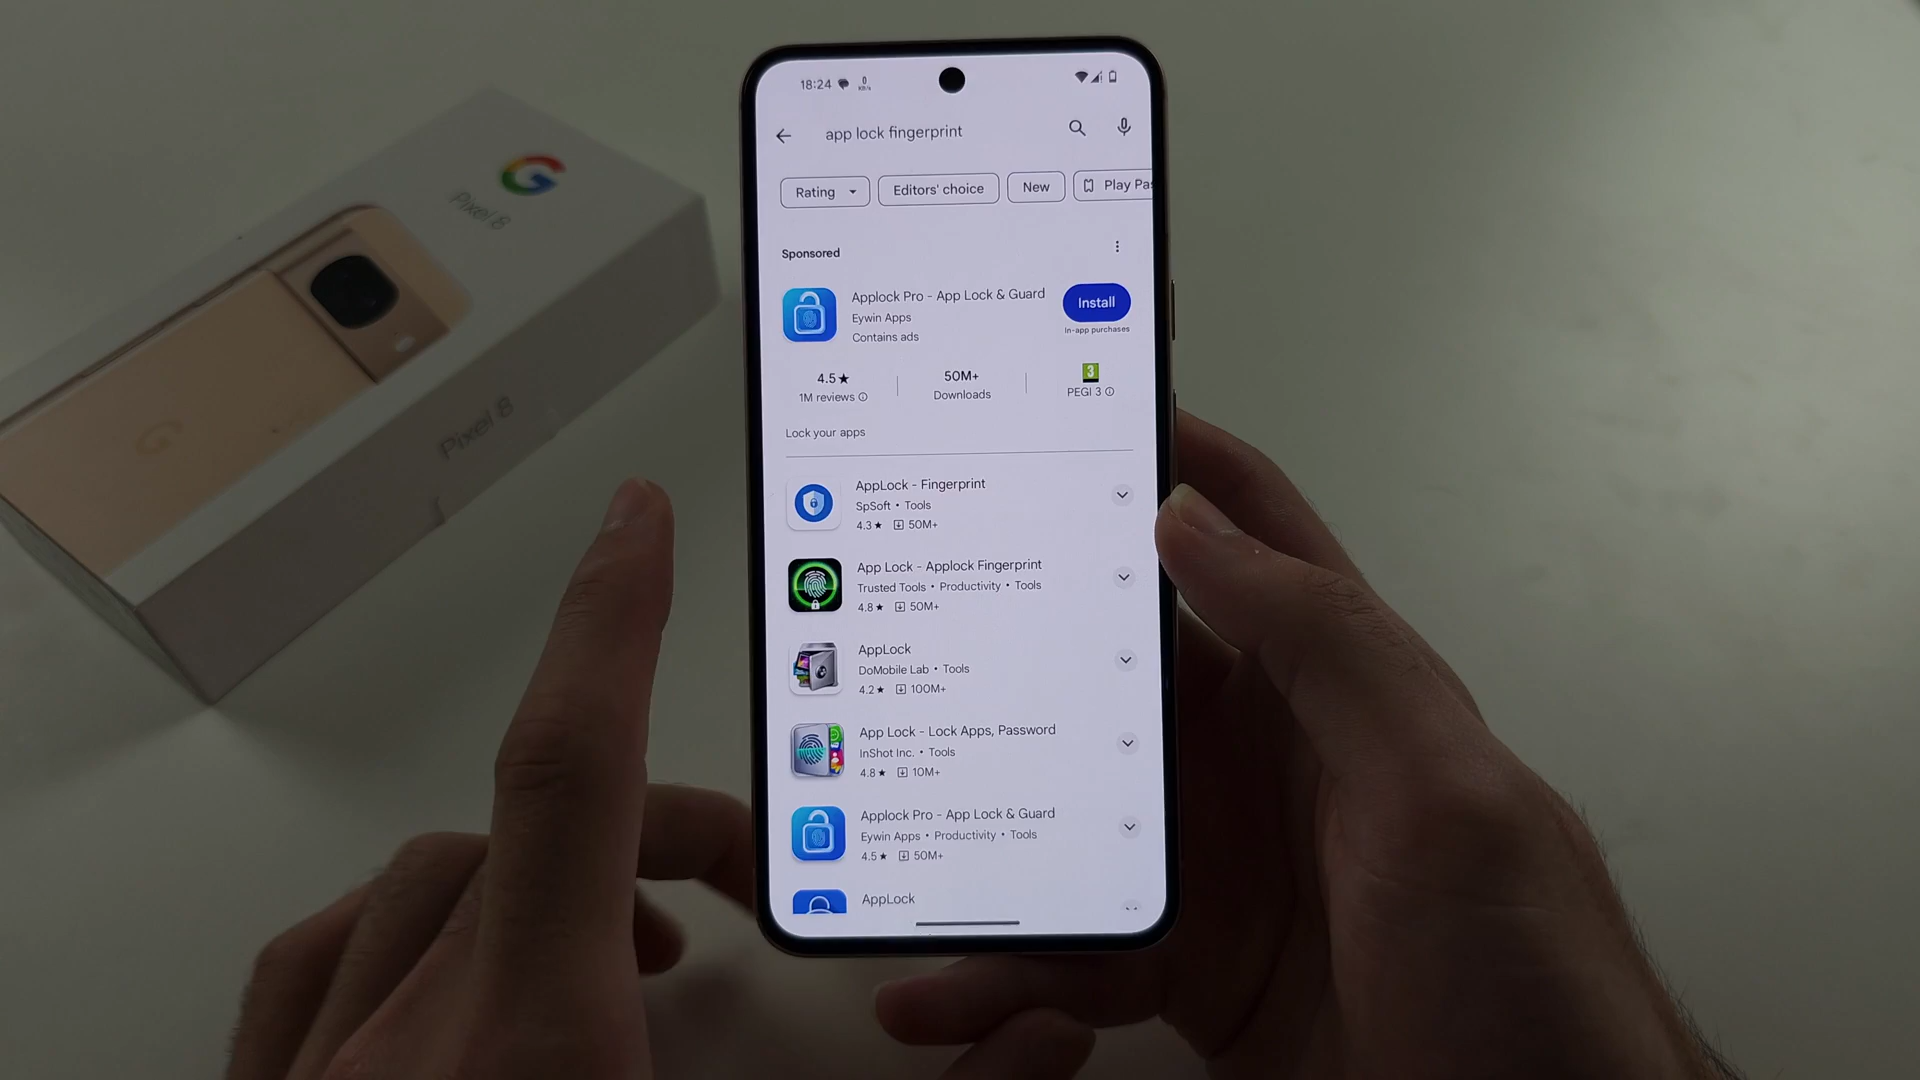 18:24
0
KB/s
app lock fingerprint
Rating
Editors' choice
New
Play Pas
Sponsored
Applock Pro - App Lock & Guard
Eywin Apps
Contains ads
Install
In-app purchases
4.5★
1M reviews
50M+
Downloads
3
PEGI 3
Lock your apps
AppLock - Fingerprint
SpSoft • Tools
4.3★ 50M+
App Lock - Applock Fingerprint
Trusted Tools • Productivity • Tools
4.8★ 50M+
AppLock
DoMobile Lab • Tools
4.2★ 100M+
App Lock - Lock Apps, Password
InShot Inc. • Tools
4.8★ 10M+
Applock Pro - App Lock & Guard
Eywin Apps • Productivity • Tools
4.5★ 50M+
AppLock
Pixel 8
Pixel 8
G
G